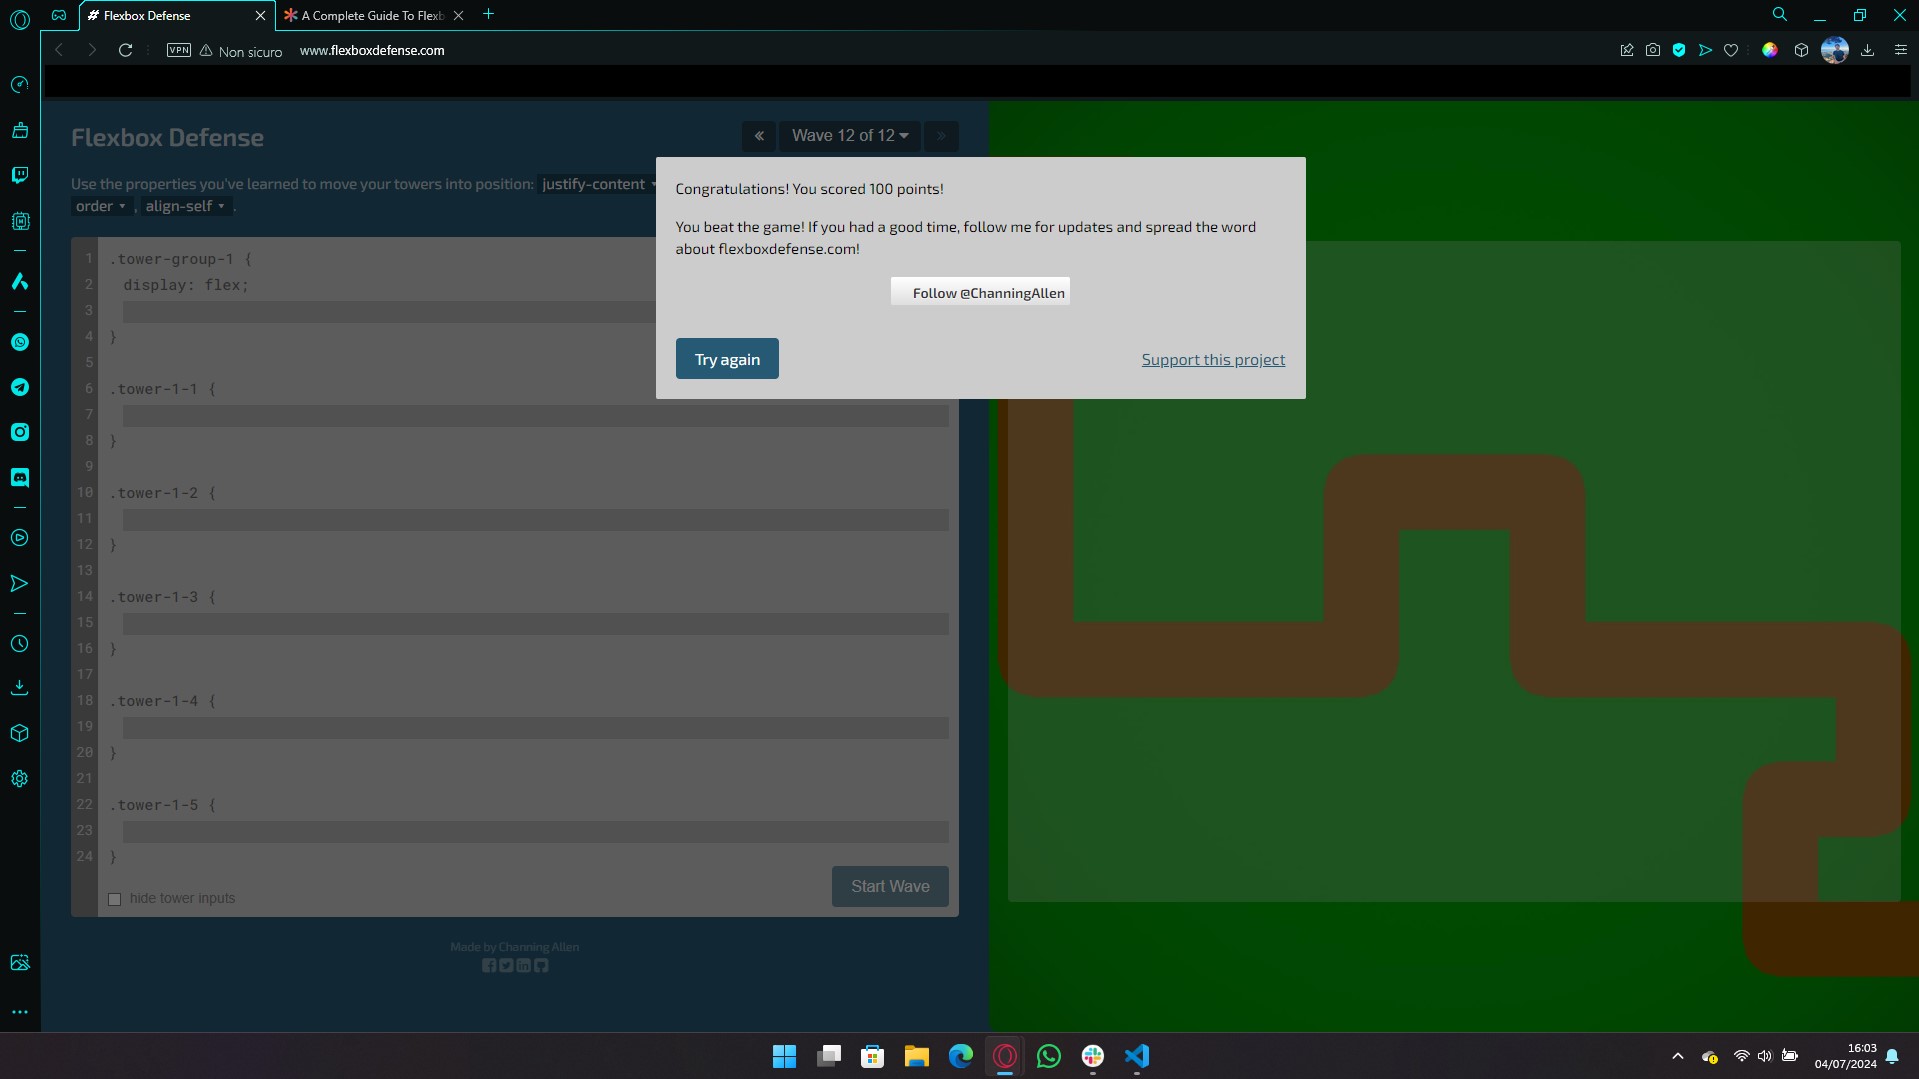 Flexbox Defense
A Complete Guide To Flexb
VPN
Non sicuro
www.flexboxdefense.com
Flexbox Defense
« Wave 12 of 12 »
Use the properties you've learned to move your towers into position: justify-content
order , align-self .
Congratulations! You scored 100 points!
You beat the game! If you had a good time, follow me for updates and spread the word
about flexboxdefense.com!
Follow @ChanningAllen
Try again
Support this project
1 .tower-group-1 {
2 display: flex;
3
4 }
5
6 .tower-1-1 {
7
8 }
9
10 .tower-1-2 {
11
12 }
13
14 .tower-1-3 {
15
16 }
17
18 .tower-1-4 {
19
20 }
21
22 .tower-1-5 {
23
24 }
hide tower inputs
Start Wave
Made by Channing Allen
16:03
04/07/2024